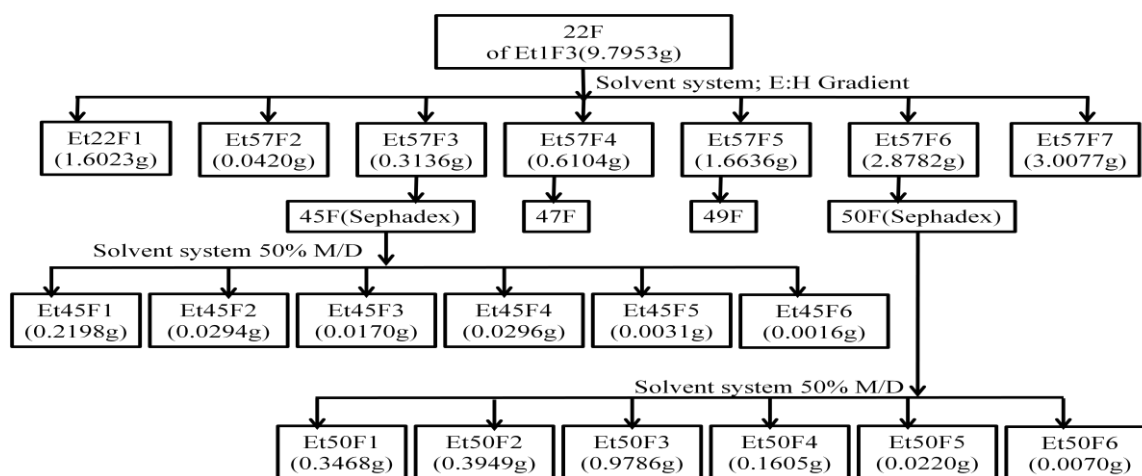 22F
of Et1F3(9.7953g)
Solvent system; E:H Gradient
Et22F1
(1.6023g)
Et57F2
(0.0420g)
Et57F3
(0.3136g)
Et57F4
(0.6104g)
Et57F5
(1.6636g)
Et57F6
(2.8782g)
Et57F7
(3.0077g)
45F(Sephadex)
47F
49F
50F(Sephadex)
Solvent system 50% M/D
Et45F1
(0.2198g)
Et45F2
(0.0294g)
Et45F3
(0.0170g)
Et45F4
(0.0296g)
Et45F5
(0.0031g)
Et45F6
(0.0016g)
Solvent system 50% M/D
Et50F1
(0.3468g)
Et50F2
(0.3949g)
Et50F3
(0.9786g)
Et50F4
(0.1605g)
Et50F5
(0.0220g)
Et50F6
(0.0070g)